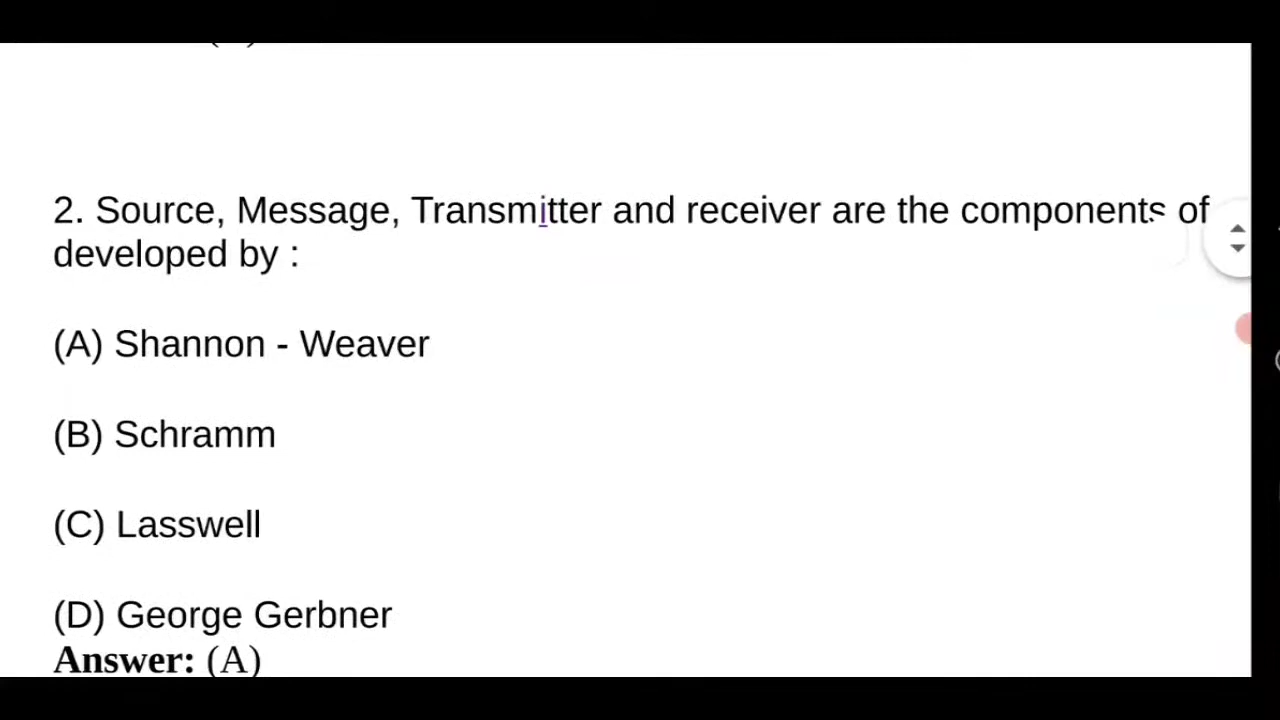 2. Source, Message, Transmitter and receiver are the components of
developed by :
(A) Shannon - Weaver
(B) Schramm
(C) Lasswell
(D) George Gerbner
Answer: (A)